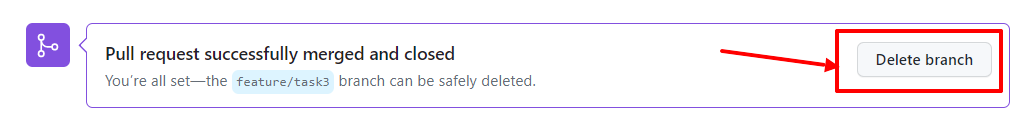 Pull request successfully merged and closed
You're all set—the feature/task3 branch can be safely deleted.
Delete branch